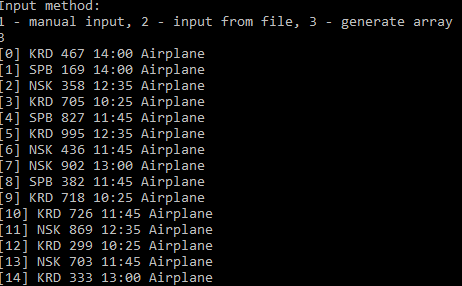 Input method:
1 - manual input, 2 - input from file, 3 - generate array
3
[0] KRD 467 14:00 Airplane
[1] SPB 169 14:00 Airplane
[2] NSK 358 12:35 Airplane
[3] KRD 705 10:25 Airplane
[4] SPB 827 11:45 Airplane
[5] KRD 995 12:35 Airplane
[6] NSK 436 11:45 Airplane
[7] NSK 902 13:00 Airplane
[8] SPB 382 11:45 Airplane
[9] KRD 718 10:25 Airplane
[10] KRD 726 11:45 Airplane
[11] NSK 869 12:35 Airplane
[12] KRD 299 10:25 Airplane
[13] NSK 703 11:45 Airplane
[14] KRD 333 13:00 Airplane